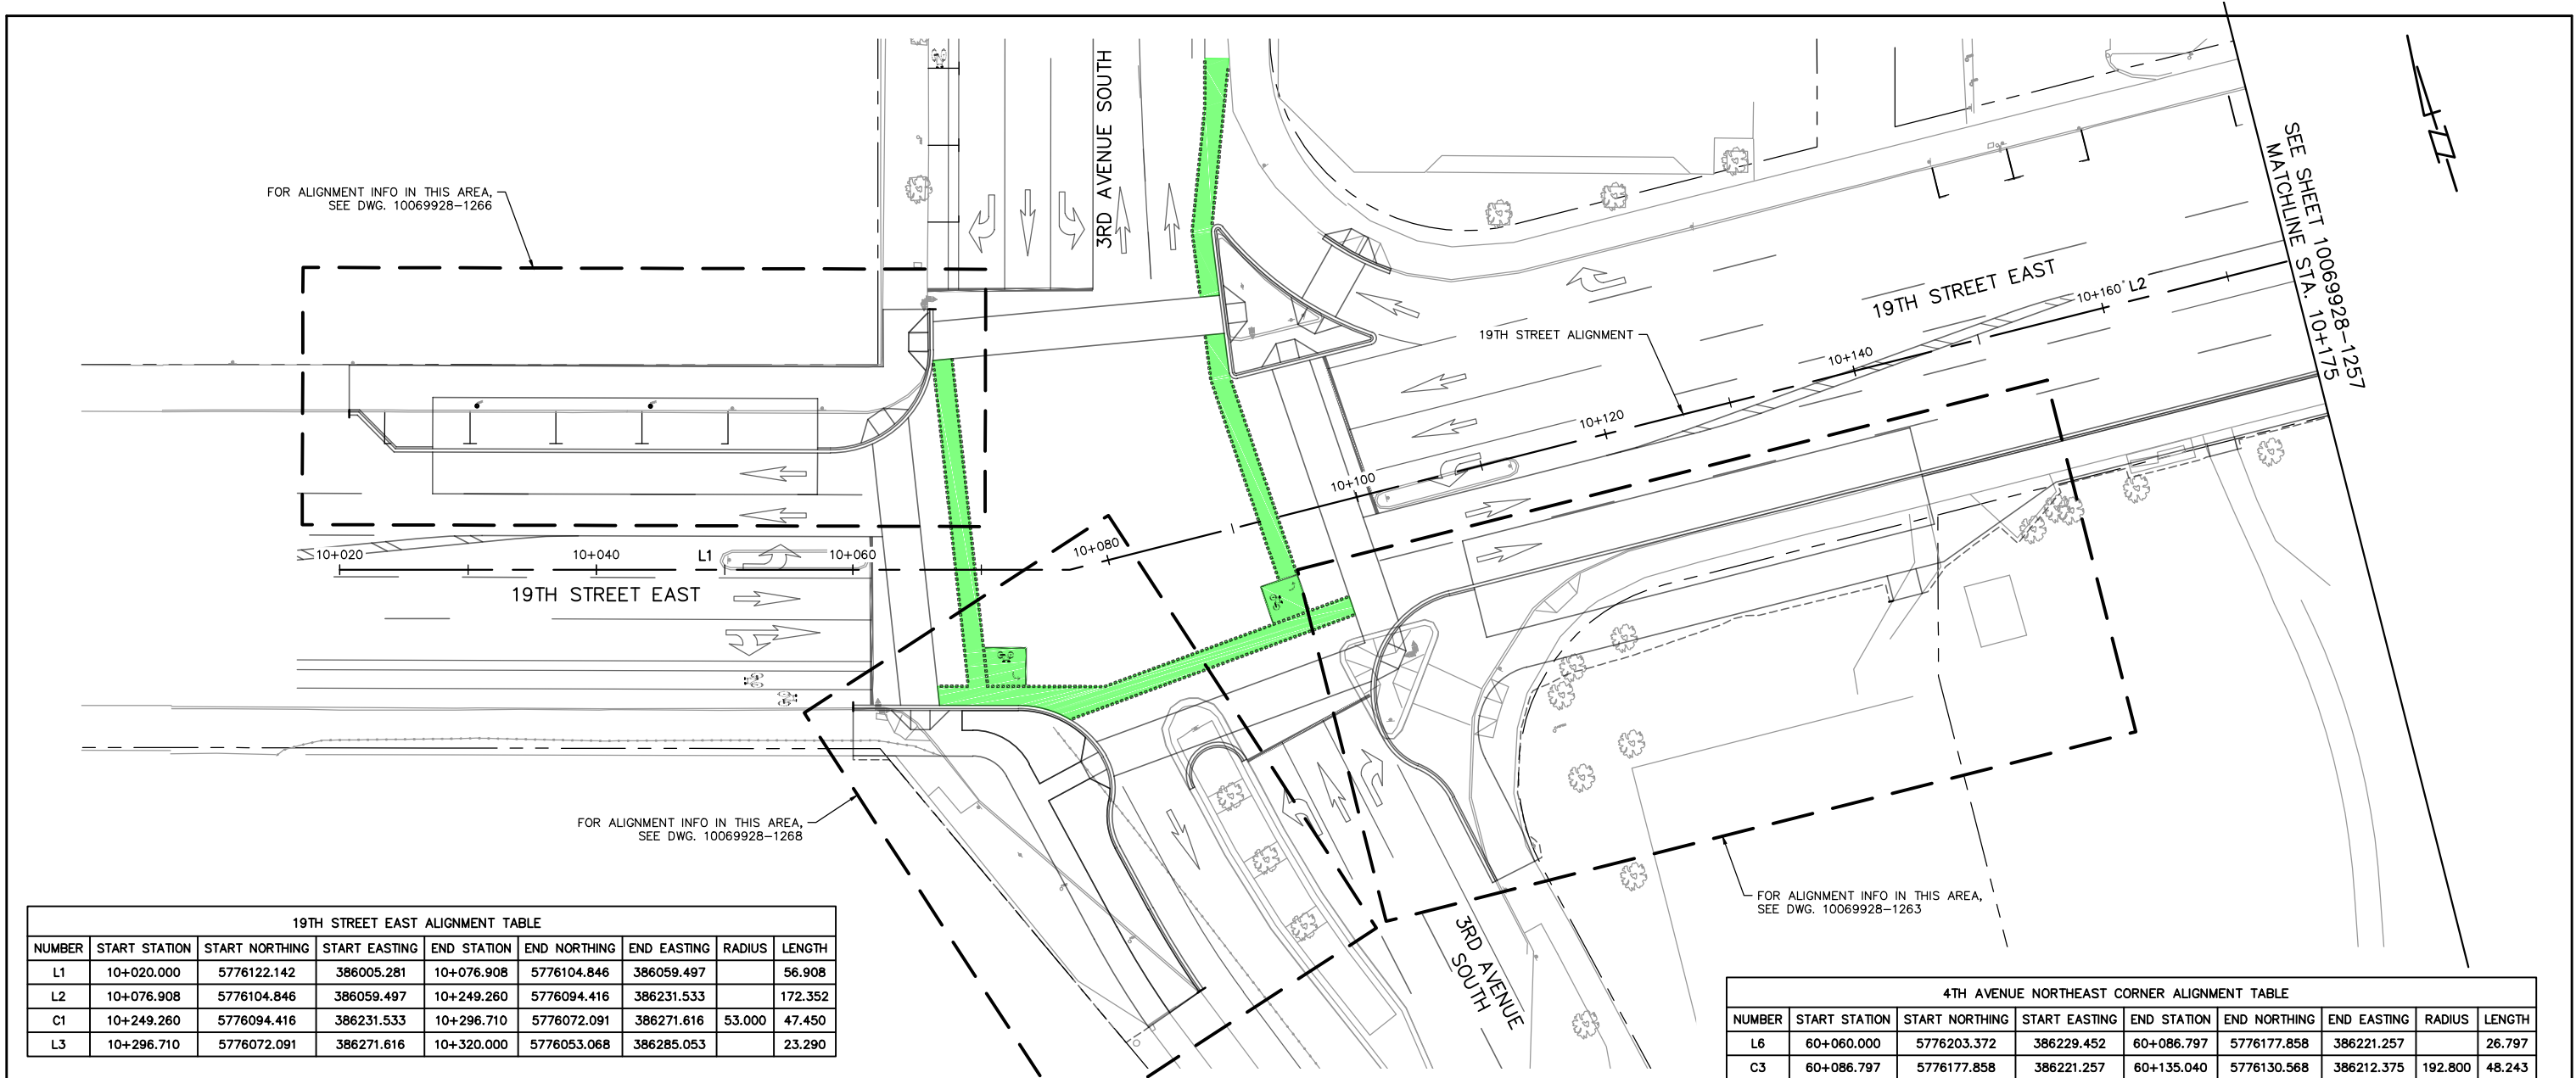 3RD AVENUE SOUTH
FOR ALIGNMENT INFO IN THIS AREA,
SEE DWG. 10069928-1266
SEE SHEET 10069928-1257
MATCHLINE STA. 10+175
19TH STREET EAST
10+160
L2
19TH STREET ALIGNMENT
10+140
10+120
10+100
10+080
10+020
10+040
L1
10+060
19TH STREET EAST
FOR ALIGNMENT INFO IN THIS AREA,
SEE DWG. 10069928-1268
FOR ALIGNMENT INFO IN THIS AREA,
SEE DWG. 10069928-1263
3RD AVENUE
SOUTH
19TH STREET EAST ALIGNMENT TABLE
NUMBER START STATION START NORTHING START EASTING END STATION END NORTHING END EASTING RADIUS LENGTH
L1 10+020.000 5776122.142 386005.281 10+076.908 5776104.846 386059.497 56.908
L2 10+076.908 5776104.846 386059.497 10+249.260 5776094.416 386231.533 172.352
C1 10+249.260 5776094.416 386231.533 10+296.710 5776072.091 386271.616 53.000 47.450
L3 10+296.710 5776072.091 386271.616 10+320.000 5776053.068 386285.053 23.290
4TH AVENUE NORTHEAST CORNER ALIGNMENT TABLE
NUMBER START STATION START NORTHING START EASTING END STATION END NORTHING END EASTING RADIUS LENGTH
L6 60+060.000 5776203.372 386229.452 60+086.797 5776177.858 386221.257 26.797
C3 60+086.797 5776177.858 386221.257 60+135.040 5776130.568 386212.375 192.800 48.243